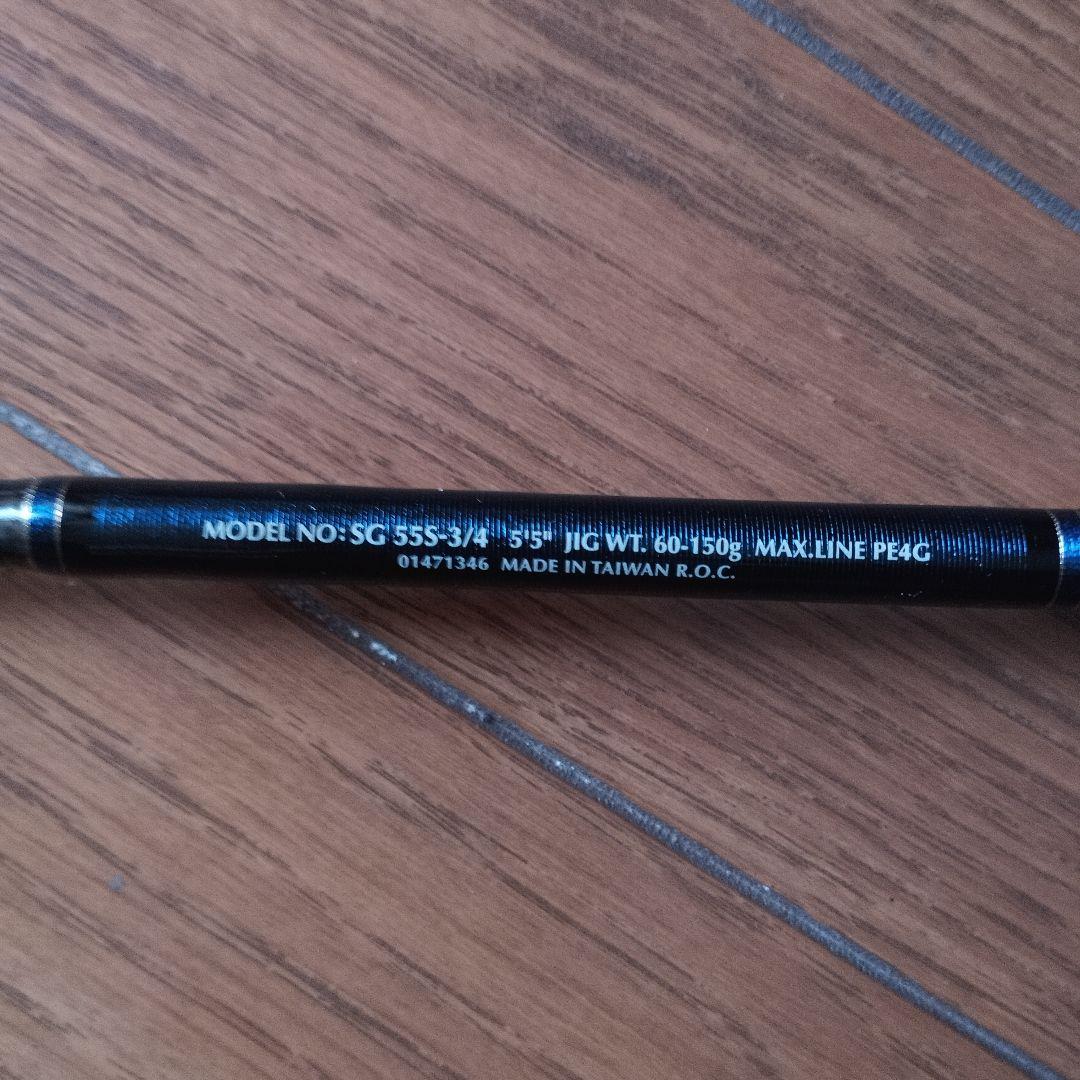 MODEL NO: SG 55S-3/4 5'5" JIG WT. 60-150g MAX.LINE PE4G
01471346 MADE IN TAIWAN R.O.C.